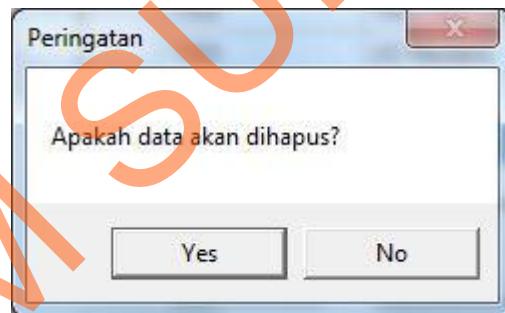 Peringatan
Apakah data akan dihapus?
Yes
No